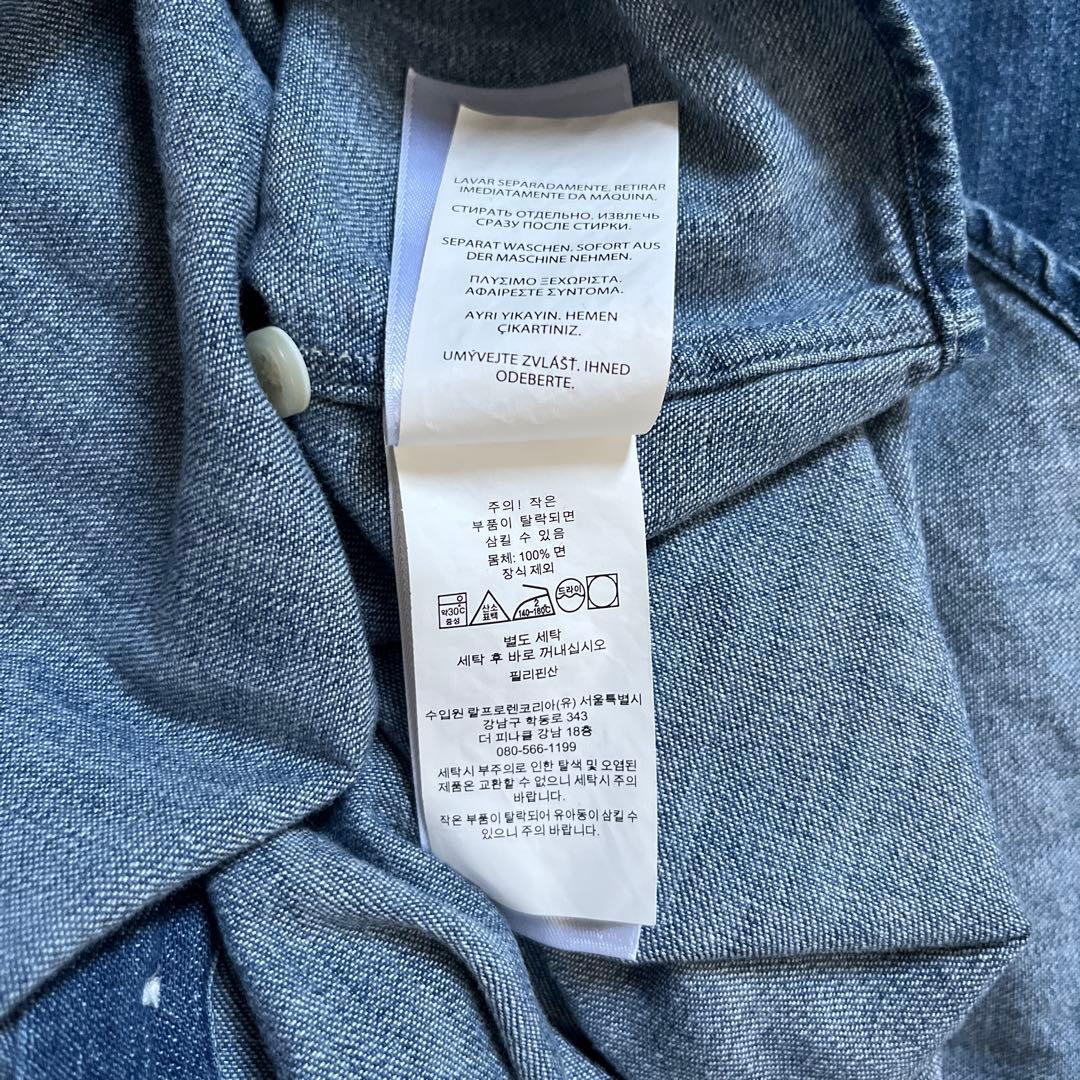 LAVAR SEPARADAMENTE. RETIRAR
IMEDIATAMENTE DA MÁQUINA.
СТИРАТЬ ОТДЕЛЬНО. ИЗВЛЕЧЬ
СРАЗУ ПОСЛЕ СТИРКИ.
SEPARAT WASCHEN. SOFORT AUS
DER MASCHINE NEHMEN.
ΠΛΥΣΙΜΟ ΞΕΧΩΡΙΣΤΑ.
ΑΦΑΙΡΕΣΤΕ ΣΥΝΤΟΜΑ.
AYRI YIKAYIN. HEMEN
ÇIKARTINIZ.
UMÝVEJTE ZVLÁŠŤ. IHNED
ODEBERTE.
주의! 작은
부품이 탈락되면
삼킬 수 있음
몸체: 100% 면
장식 제외
약30℃
중성
산소
표백
2
140~160℃
드라이
별도 세탁
세탁 후 바로 꺼내십시오
필리핀산
수입원 랄프로렌코리아(유) 서울특별시
강남구 학동로 343
더 피나클 강남 18층
080-566-1199
세탁시 부주의로 인한 탈색 및 오염된
제품은 교환할 수 없으니 세탁시 주의
바랍니다.
작은 부품이 탈락되어 유아동이 삼킬 수
있으니 주의 바랍니다.